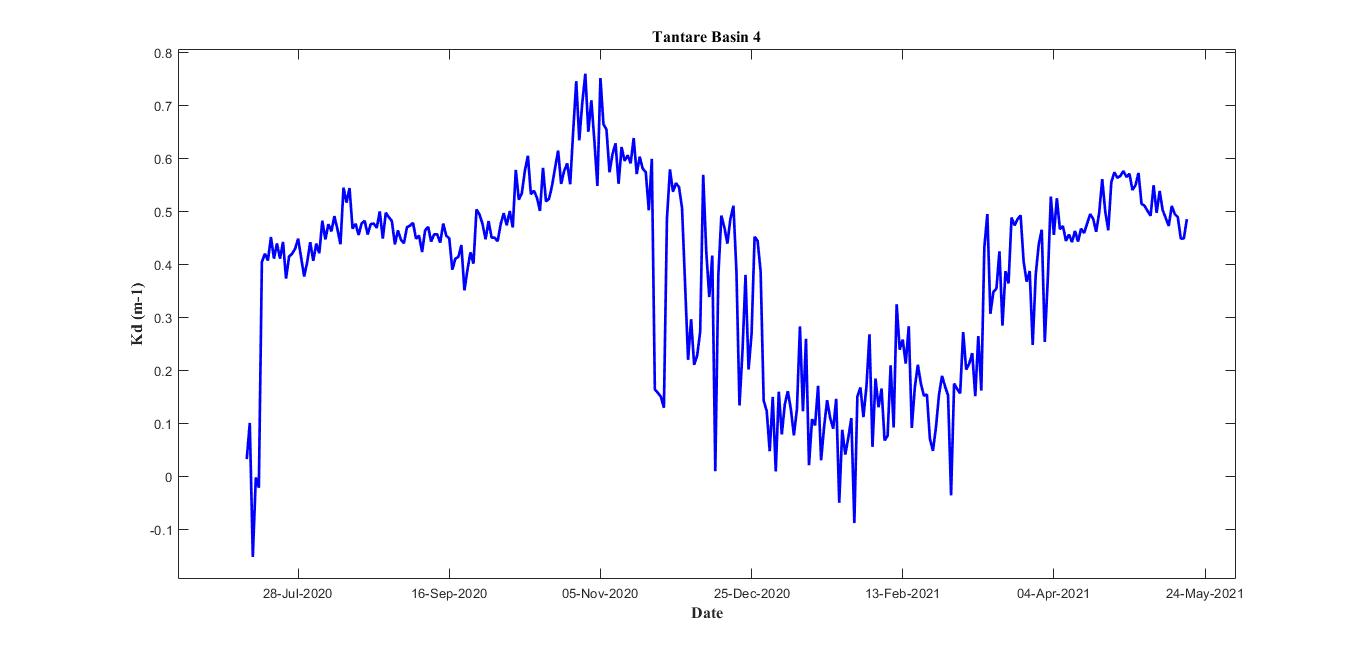 Tantare Basin 4
0.8
0.7
0.6
0.5
0.4
0.3
0.2
0.1
0
-0.1
Kd (m-1)
28-Jul-2020 16-Sep-2020 05-Nov-2020 25-Dec-2020 13-Feb-2021 04-Apr-2021 24-May-2021
Date